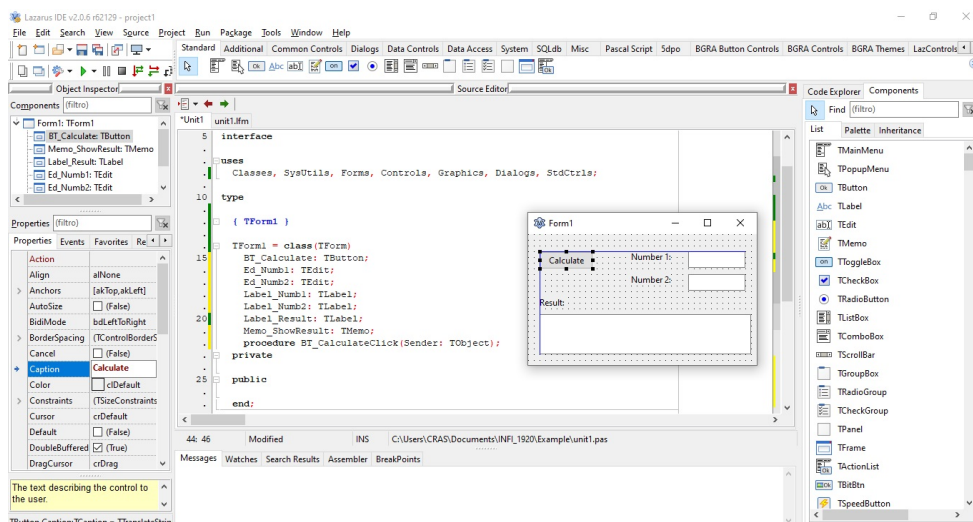 Lazarus IDE v2.0.6 r62129 - project1
File Edit Search View Source Project Run Package Tools Window Help
Standard Additional Common Controls Dialogs Data Controls Data Access System SQLdb Misc Pascal Script 5dpo BGRA Button Controls BGRA Controls BGRA Themes LazControls
Object Inspector
Components (filtro)
Form1: TForm1
BT_Calculate: TButton
Memo_ShowResult: TMemo
Label_Result: TLabel
Ed_Numb1: TEdit
Ed_Numb2: TEdit
Properties (filtro)
Properties Events Favorites Re
Action
Align alNone
Anchors [akTop,akLeft]
AutoSize (False)
BidiMode bdLeftToRight
BorderSpacing (TControlBorderS
Cancel (False)
Caption Calculate
Color clDefault
Constraints (TSizeConstraints
Cursor crDefault
Default (False)
DoubleBuffered (True)
DragCursor crDrag
The text describing the control to
the user.
TButton.Caption:TCaption = TTranslateStrin
Source Editor
*Unit1 unit1.lfm
5 interface
uses
Classes, SysUtils, Forms, Controls, Graphics, Dialogs, StdCtrls;
10 type
{ TForm1 }
TForm1 = class(TForm)
15 BT_Calculate: TButton;
Ed_Numb1: TEdit;
Ed_Numb2: TEdit;
Label_Numb1: TLabel;
Label_Numb2: TLabel;
20 Label_Result: TLabel;
Memo_ShowResult: TMemo;
procedure BT_CalculateClick(Sender: TObject);
private
25 public
end;
44: 46 Modified INS C:\Users\CRAS\Documents\INFI_1920\Example\unit1.pas
Messages Watches Search Results Assembler BreakPoints
Form1
Calculate Number 1:
Number 2:
Result:
Code Explorer Components
Find (filtro)
List Palette Inheritance
TMainMenu
TPopupMenu
Ok TButton
Abc TLabel
abI TEdit
TMemo
on TToggleBox
TCheckBox
TRadioButton
TListBox
TComboBox
TScrollBar
TGroupBox
TRadioGroup
TCheckGroup
TPanel
TFrame
TActionList
TBitBtn
TSpeedButton